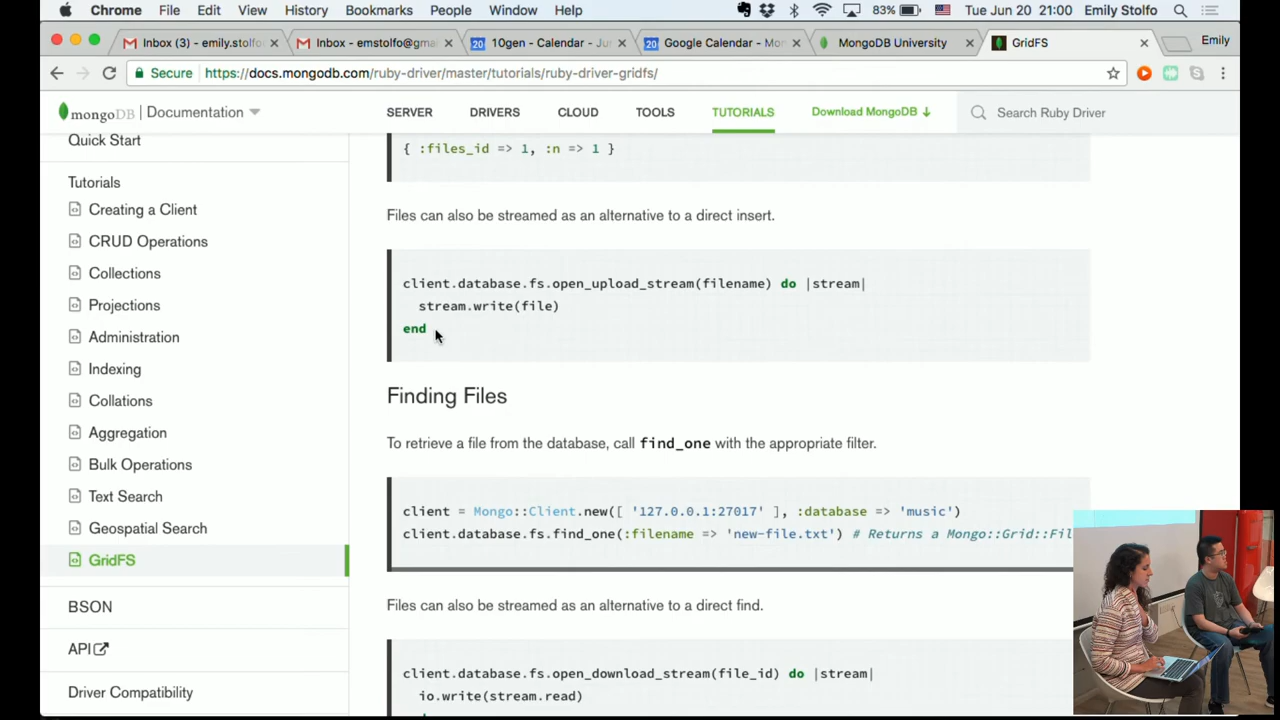 Chrome File Edit View History Bookmarks People Window Help 83% Tue Jun 20 21:00 Emily Stolfo
Inbox (3) - emily.stolfo Inbox - emstolfo@gma 20 10gen - Calendar - Ju 20 Google Calendar - Mo MongoDB University GridFS Emily
Secure https://docs.mongodb.com/ruby-driver/master/tutorials/ruby-driver-gridfs/
mongoDB | Documentation SERVER DRIVERS CLOUD TOOLS TUTORIALS Download MongoDB Search Ruby Driver
Quick Start
Tutorials
Creating a Client
CRUD Operations
Collections
Projections
Administration
Indexing
Collations
Aggregation
Bulk Operations
Text Search
Geospatial Search
GridFS
BSON
API
Driver Compatibility
{ :files_id => 1, :n => 1 }
Files can also be streamed as an alternative to a direct insert.
client.database.fs.open_upload_stream(filename) do |stream|
stream.write(file)
end
Finding Files
To retrieve a file from the database, call find_one with the appropriate filter.
client = Mongo::Client.new([ '127.0.0.1:27017' ], :database => 'music')
client.database.fs.find_one(:filename => 'new-file.txt') # Returns a Mongo::Grid::Fil
Files can also be streamed as an alternative to a direct find.
client.database.fs.open_download_stream(file_id) do |stream|
io.write(stream.read)